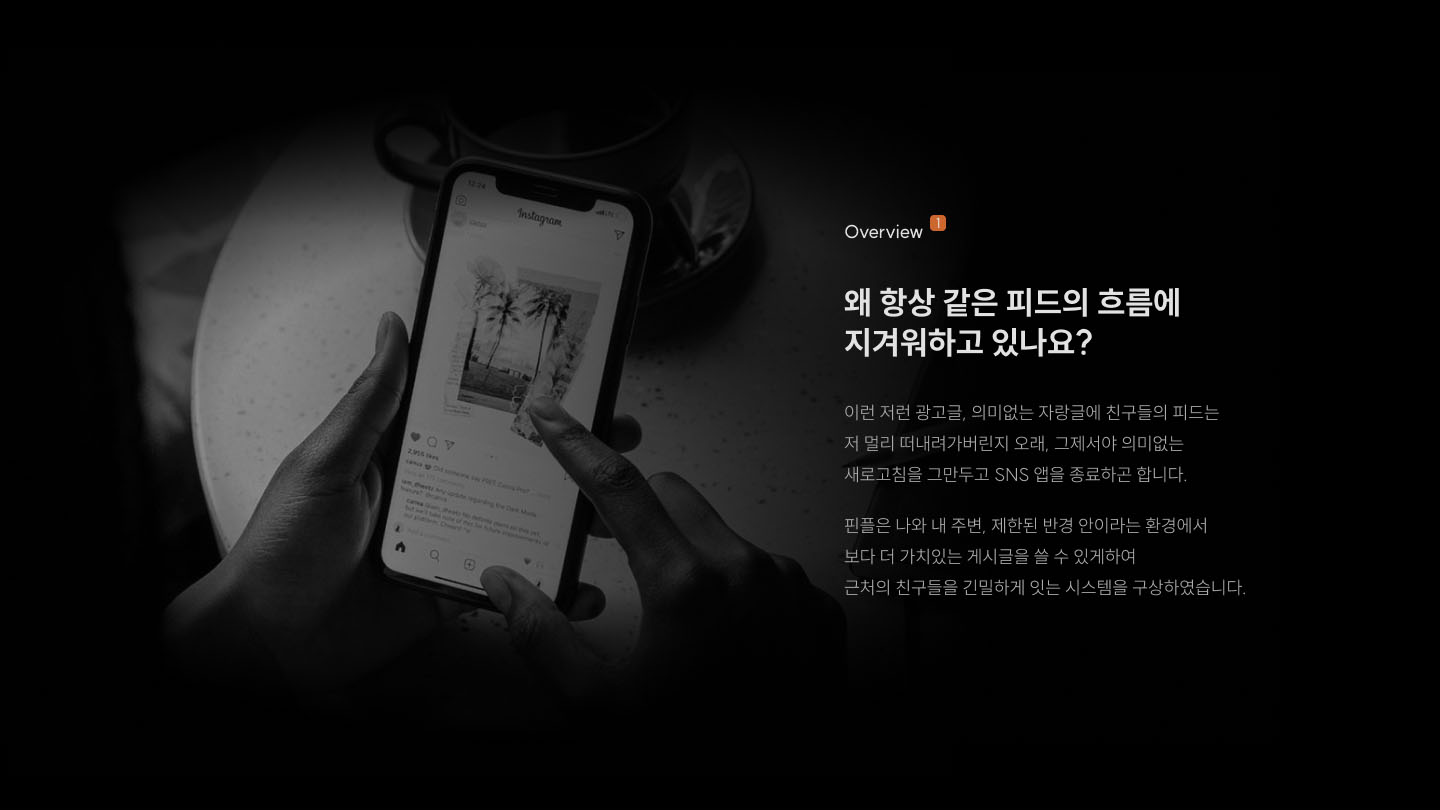 12:24
Instagram
2,915 likes
Overview 1
왜 항상 같은 피드의 흐름에
지겨워하고 있나요?
이런 저런 광고글, 의미없는 자랑글에 친구들의 피드는
저 멀리 떠내려가버린지 오래, 그제서야 의미없는
새로고침을 그만두고 SNS 앱을 종료하곤 합니다.
핀플은 나와 내 주변, 제한된 반경 안이라는 환경에서
보다 더 가치있는 게시글을 쓸 수 있게하여
근처의 친구들을 긴밀하게 잇는 시스템을 구상하였습니다.